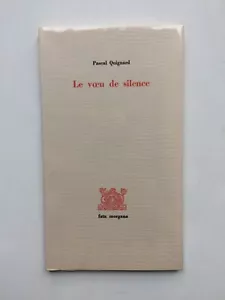 Pascal Quignard
Le vœu de silence
fata morgana